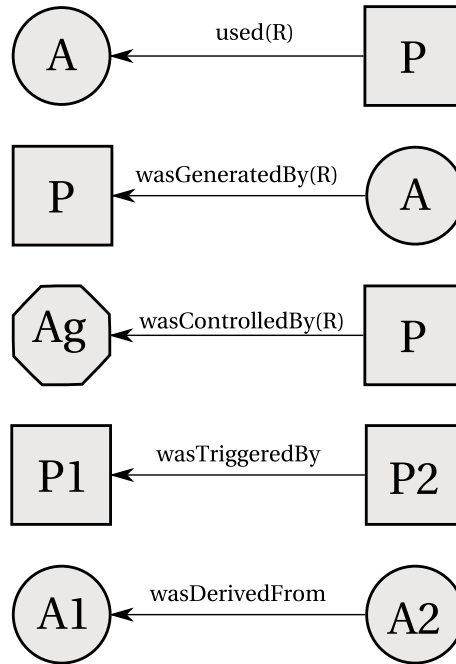 used(R)
A P
wasGeneratedBy(R)
P A
wasControlledBy(R)
Ag P
wasTriggeredBy
P1 P2
wasDerivedFrom
A1 A2